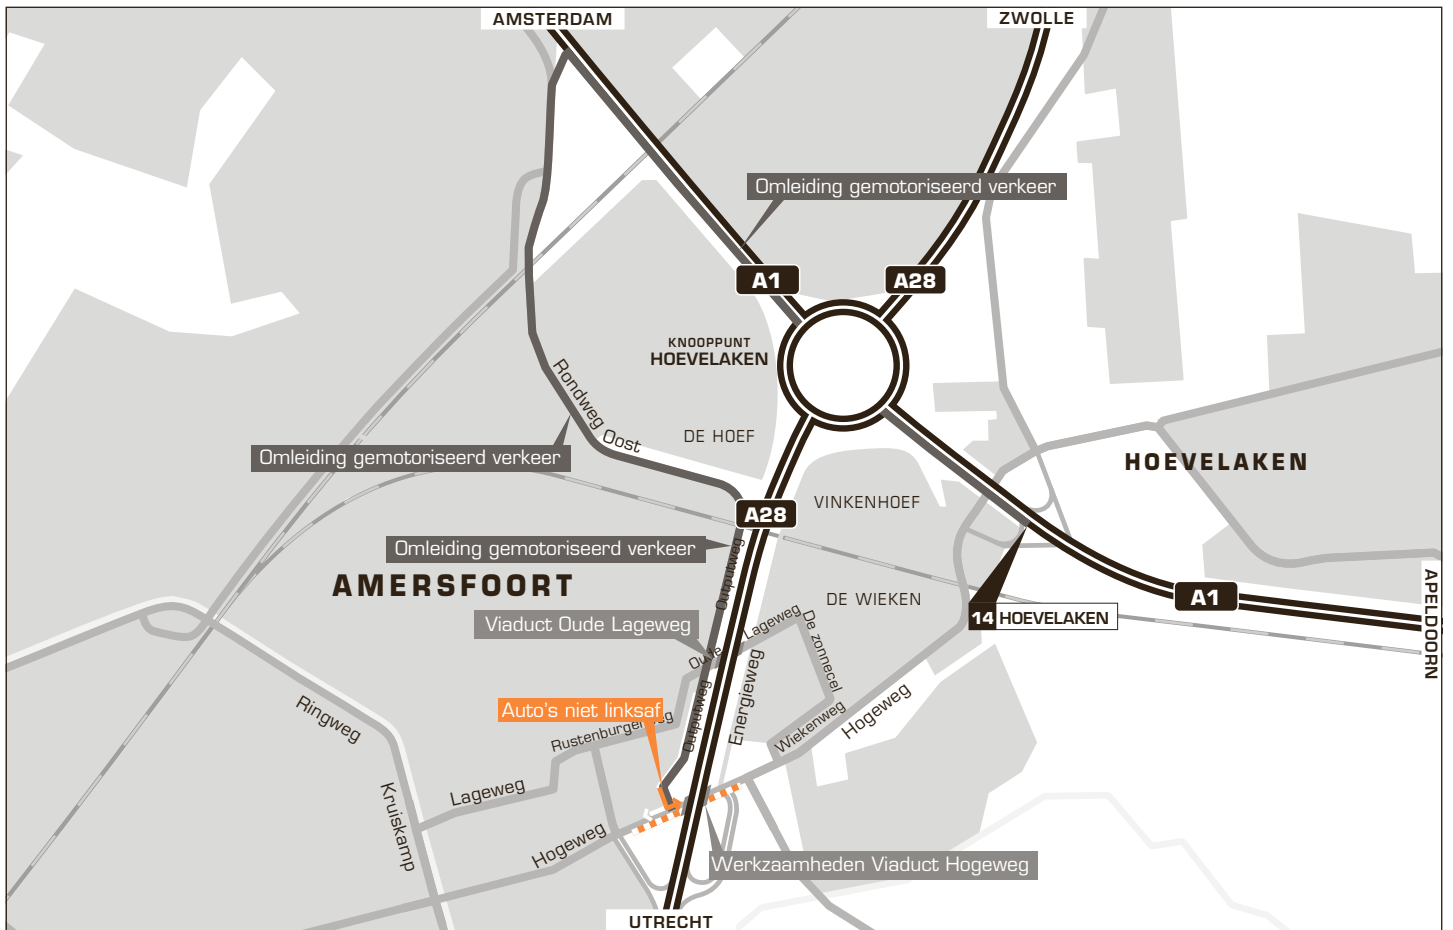 AMSTERDAM
ZWOLLE
Omleiding gemotoriseerd verkeer
A1
A28
KNOOPPUNT
HOEVELAKEN
Rondweg Oost
DE HOEF
Omleiding gemotoriseerd verkeer
HOEVELAKEN
VINKENHOEF
A28
Omleiding gemotoriseerd verkeer
Outputweg
AMERSFOORT
DE WIEKEN
A1
14 HOEVELAKEN
APELDOORN
Viaduct Oude Lageweg
Oude Lageweg
De zonnecel
Energieweg
Outputweg
Auto's niet linksaf
Rustenburgerweg
Wiekenweg
Hogeweg
Ringweg
Kruiskamp
Lageweg
Hogeweg
Werkzaamheden Viaduct Hogeweg
UTRECHT